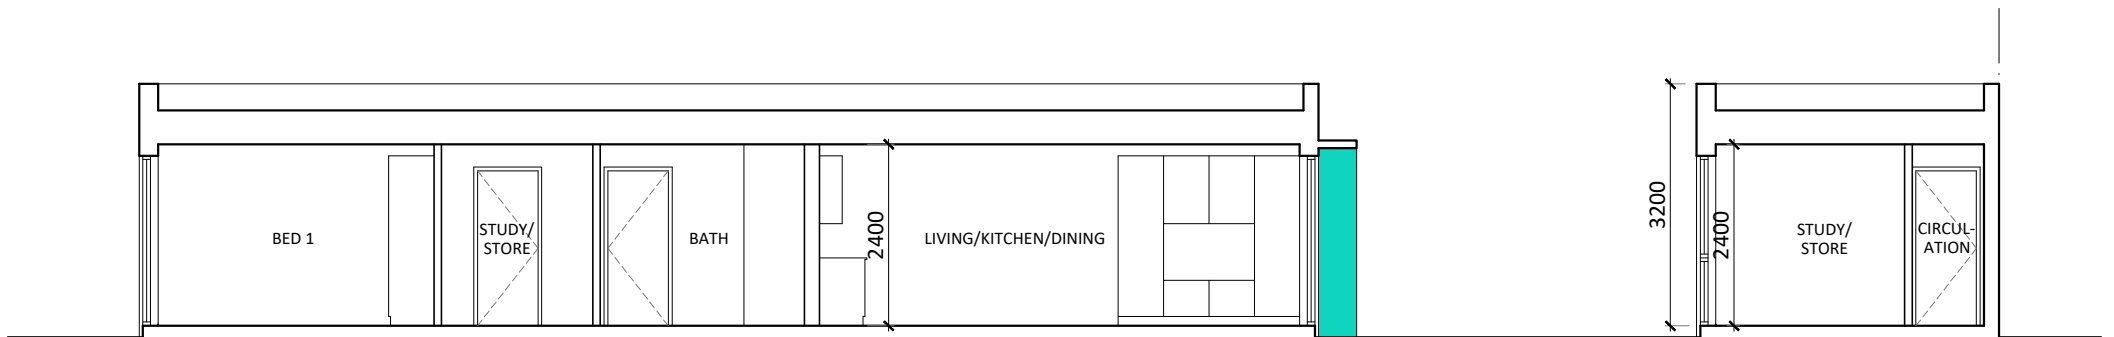 BED 1
STUDY/
STORE
BATH
2400
LIVING/KITCHEN/DINING
3200
2400
STUDY/
STORE
CIRCUL-
ATION